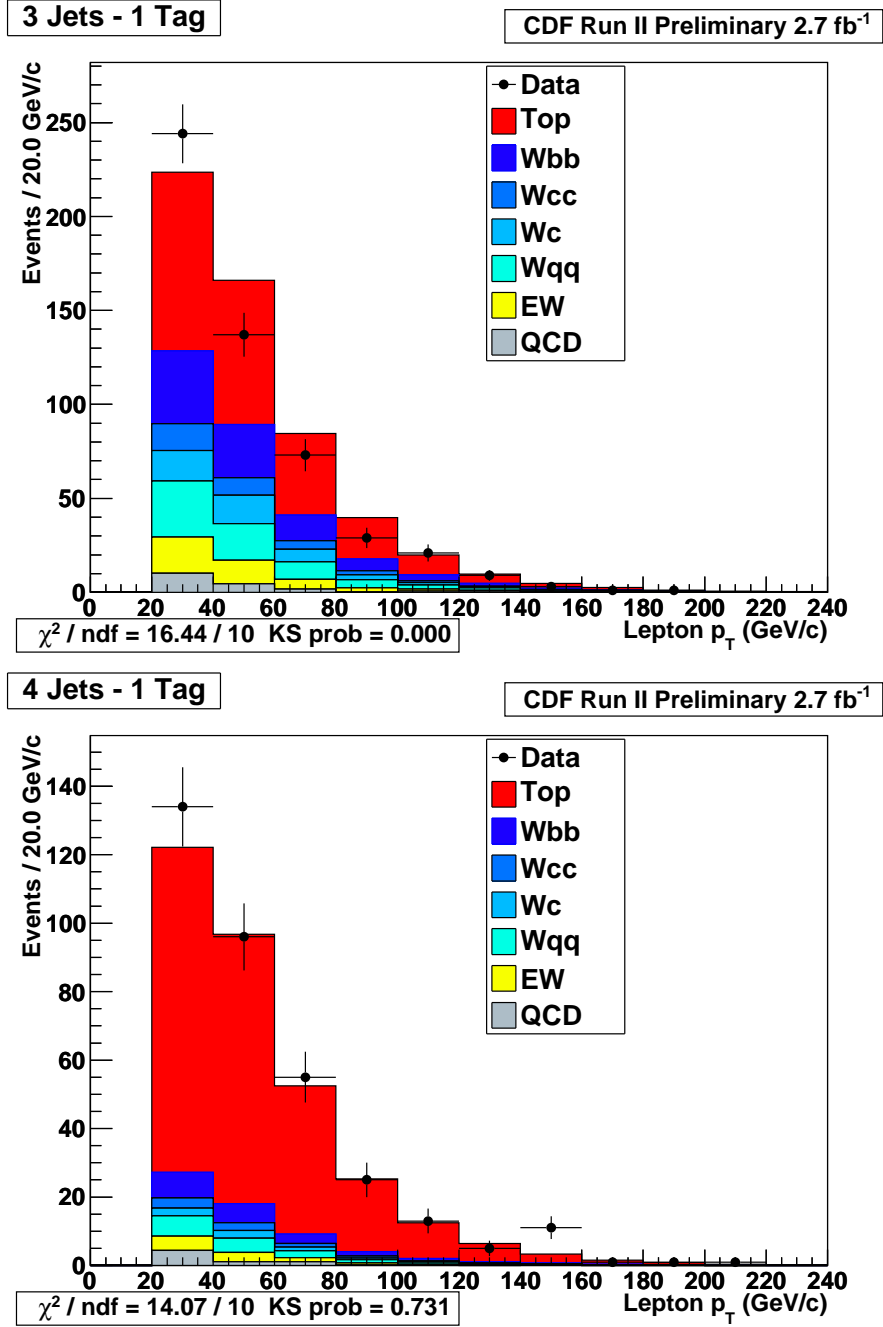 3 Jets - 1 Tag
CDF Run II Preliminary 2.7 fb⁻¹
Events / 20.0 GeV/c
250
200
150
100
50
0
Data
Top
Wbb
Wcc
Wc
Wqq
EW
QCD
0 20 40 60 80 100 120 140 160 180 200 220 240
Lepton p_T (GeV/c)
χ² / ndf = 16.44 / 10 KS prob = 0.000
4 Jets - 1 Tag
CDF Run II Preliminary 2.7 fb⁻¹
Events / 20.0 GeV/c
140
120
100
80
60
40
20
0
Data
Top
Wbb
Wcc
Wc
Wqq
EW
QCD
0 20 40 60 80 100 120 140 160 180 200 220 240
Lepton p_T (GeV/c)
χ² / ndf = 14.07 / 10 KS prob = 0.731